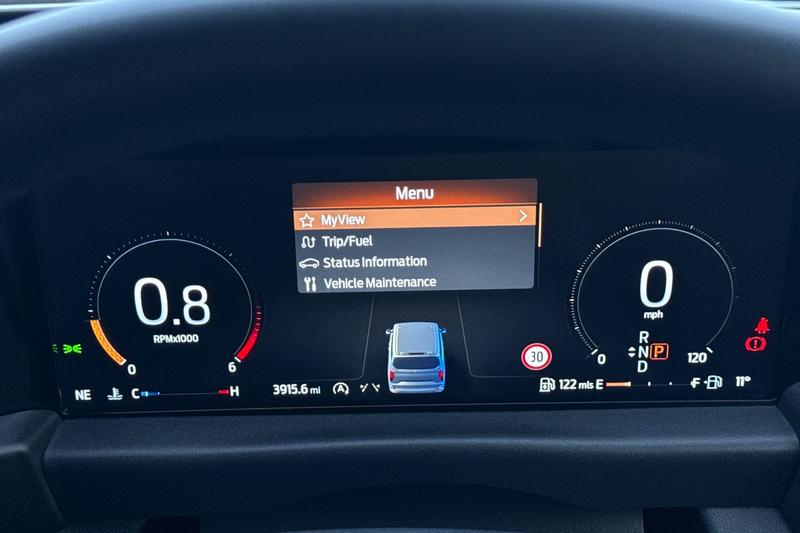 Menu
MyView
Trip/Fuel
Status Information
Vehicle Maintenance
0.8
RPMx1000
0
6
0
mph
0
120
R
N
D
P
30
NE
C
H
3915.6 mi
A
122 mls
E
F
11°